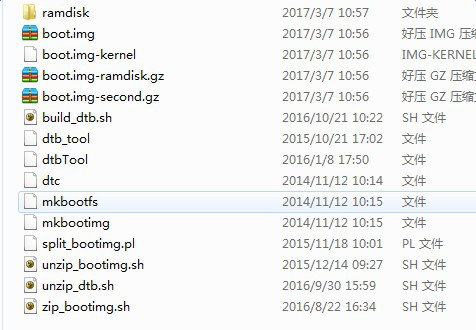 ramdisk 2017/3/7 10:57 文件夹
boot.img 2017/3/7 10:56 好压 IMG 压缩
boot.img-kernel 2017/3/7 10:56 IMG-KERNEL
boot.img-ramdisk.gz 2017/3/7 10:56 好压 GZ 压缩
boot.img-second.gz 2017/3/7 10:56 好压 GZ 压缩
build_dtb.sh 2016/10/21 10:22 SH 文件
dtb_tool 2015/10/21 17:02 文件
dtbTool 2016/1/8 17:50 文件
dtc 2014/11/12 10:14 文件
mkbootfs 2014/11/12 10:15 文件
mkbootimg 2014/11/12 10:15 文件
split_bootimg.pl 2015/11/18 10:01 PL 文件
unzip_bootimg.sh 2015/12/14 09:27 SH 文件
unzip_dtb.sh 2016/9/30 15:59 SH 文件
zip_bootimg.sh 2016/8/22 16:34 SH 文件